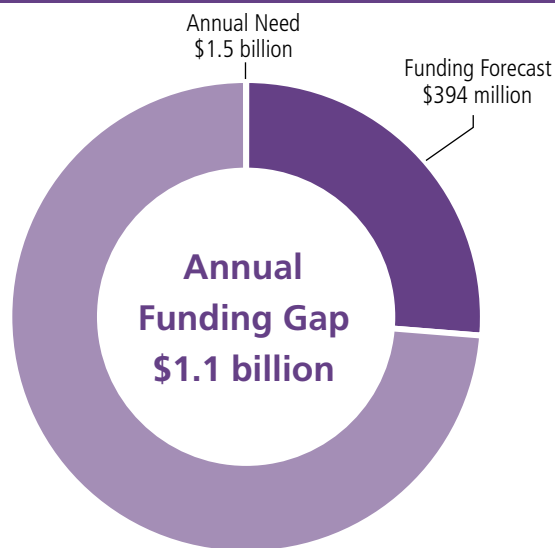 Annual Need
$1.5 billion
Funding Forecast
$394 million
Annual
Funding Gap
$1.1 billion